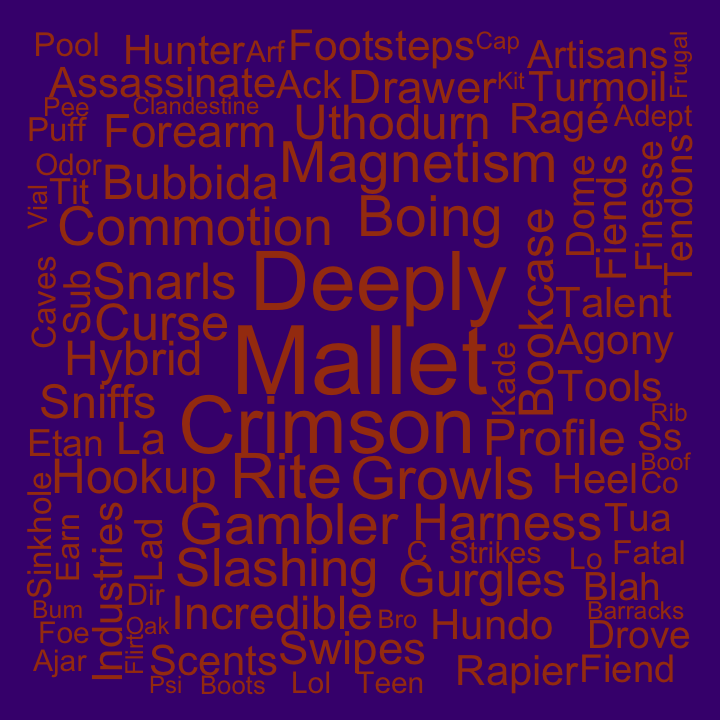 Pool
Hunter
Arf
Footsteps
Cap
Artisans
Frugal
Assassinate
Ack
Drawer
Kit
Turmoil
Pee
Clandestine
Puff
Forearm
Uthodurn
Ragé
Adept
Odor
Magnetism
Vial
Tit
Bubbida
Dome
Fiends
Finesse
Tendons
Commotion
Boing
Bookcase
Caves
Sub
Snarls
Deeply
Talent
Curse
Hybrid
Mallet
Kade
Agony
Sniffs
Crimson
Tools
Rib
Etan
La
Profile
Ss
Boof
Hookup
Rite
Growls
Heel
Co
Sinkhole
Earn
Industries
Lad
Gambler
Harness
Tua
Slashing
C
Strikes
Lo
Fatal
Gurgles
Blah
Bum
Dir
Incredible
Bro
Hundo
Barracks
Foe
Oak
Flirt
Drove
Ajar
Scents
Swipes
Rapier
Fiend
Psi
Boots
Lol
Teen